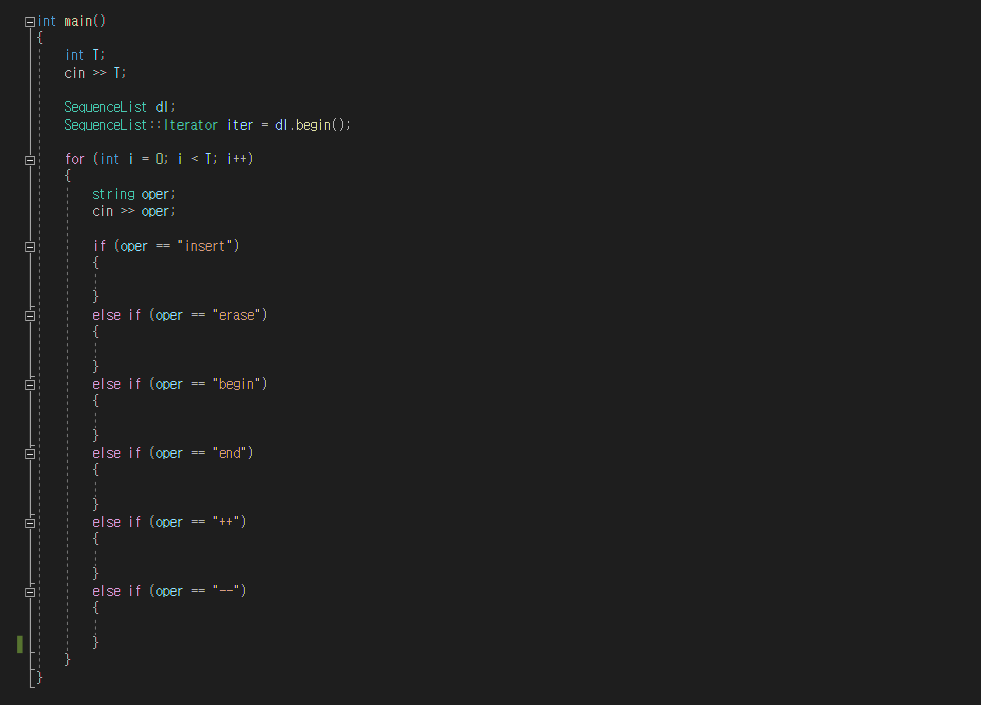 int main()
{
int T;
cin >> T;
SequenceList dl;
SequenceList::Iterator iter = dl.begin();
for (int i = 0; i < T; i++)
{
string oper;
cin >> oper;
if (oper == "insert")
{
}
else if (oper == "erase")
{
}
else if (oper == "begin")
{
}
else if (oper == "end")
{
}
else if (oper == "++")
{
}
else if (oper == "--")
{
}
}
}